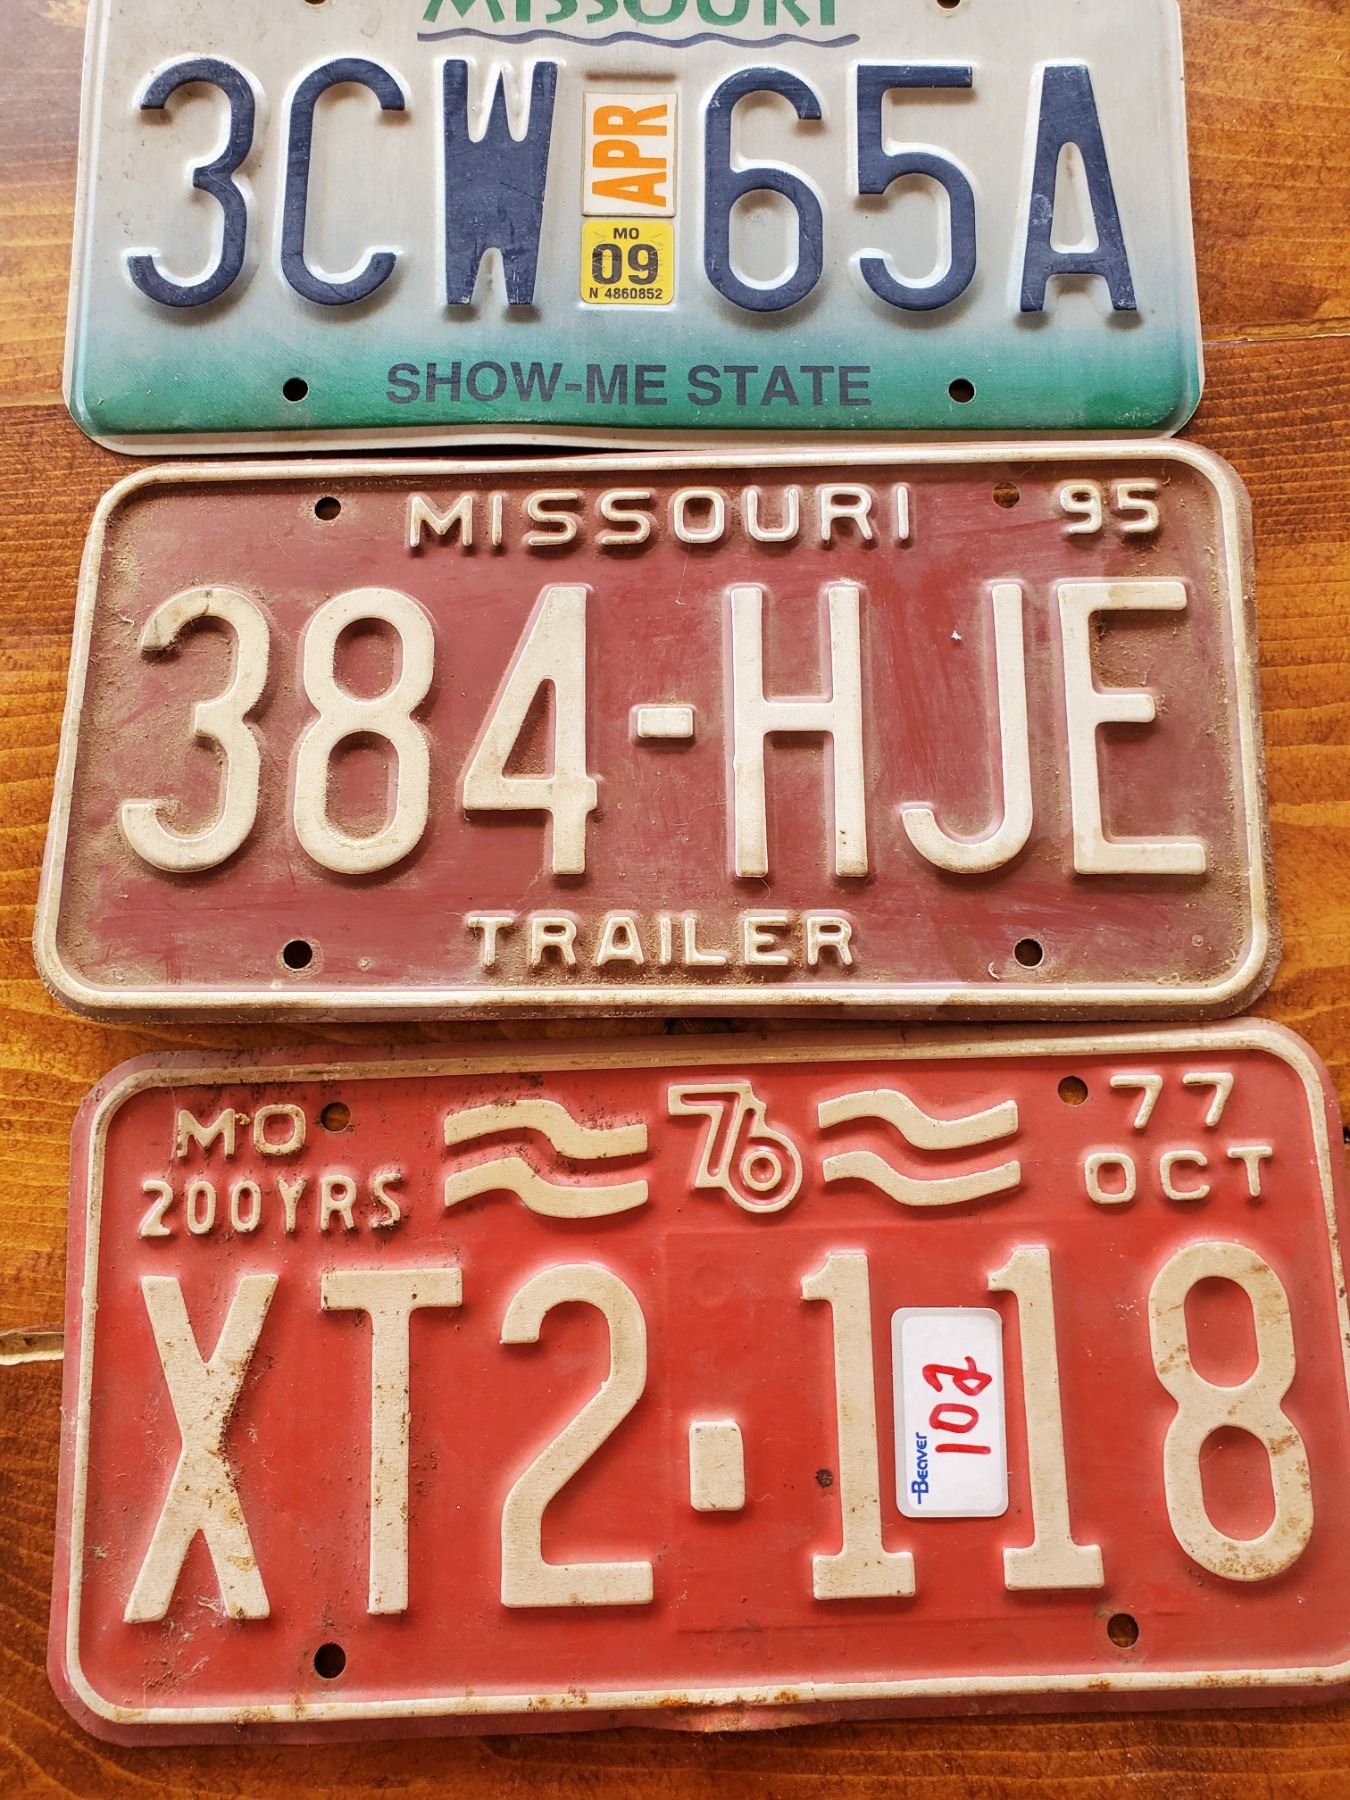 MISSOURI
3CW 65A
APR
MO
09
N 4860852
SHOW-ME STATE
MISSOURI 95
384-HJE
TRAILER
MO 76 77
200YRS OCT
XT2-118
Beaver 102